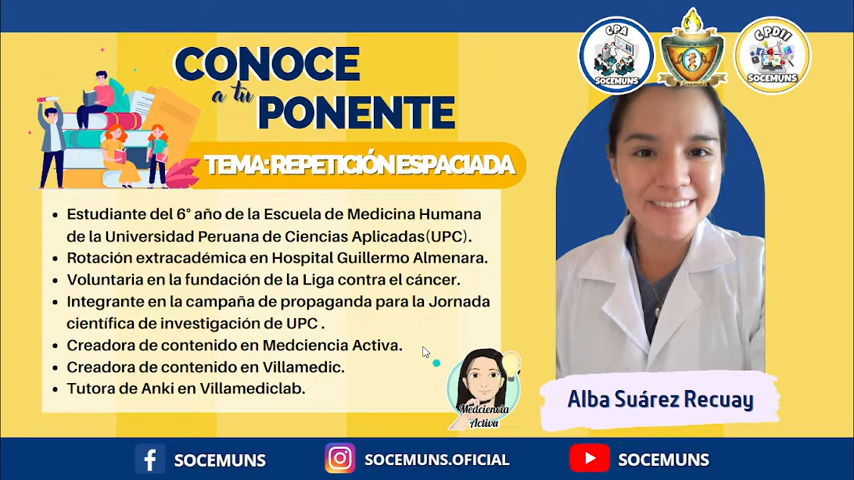 CONOCE
a tu
PONENTE
TEMA: REPETICIÓN ESPACIADA
• Estudiante del 6° año de la Escuela de Medicina Humana
de la Universidad Peruana de Ciencias Aplicadas(UPC).
• Rotación extracadémica en Hospital Guillermo Almenara.
• Voluntaria en la fundación de la Liga contra el cáncer.
• Integrante en la campaña de propaganda para la Jornada
científica de investigación de UPC .
• Creadora de contenido en Medciencia Activa.
• Creadora de contenido en Villamedic.
• Tutora de Anki en Villamediclab.
Medciencia
Activa
CPA
SOCEMUNS
SOCEMUNS
CPDII
SOCEMUNS
Alba Suárez Recuay
SOCEMUNS
SOCEMUNS.OFICIAL
SOCEMUNS